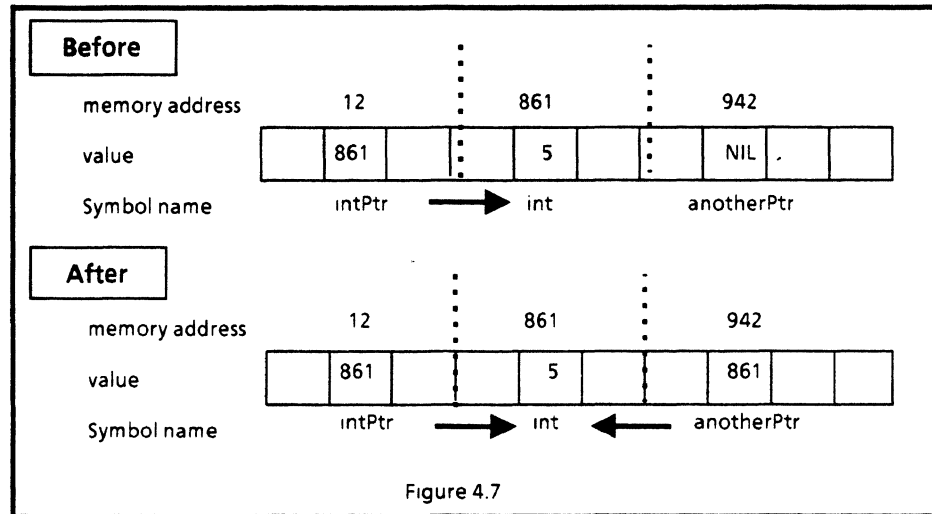 Before
memory address 12 861 942
value 861 5 NIL
Symbol name intPtr int anotherPtr
After
memory address 12 861 942
value 861 5 861
Symbol name intPtr int anotherPtr
Figure 4.7